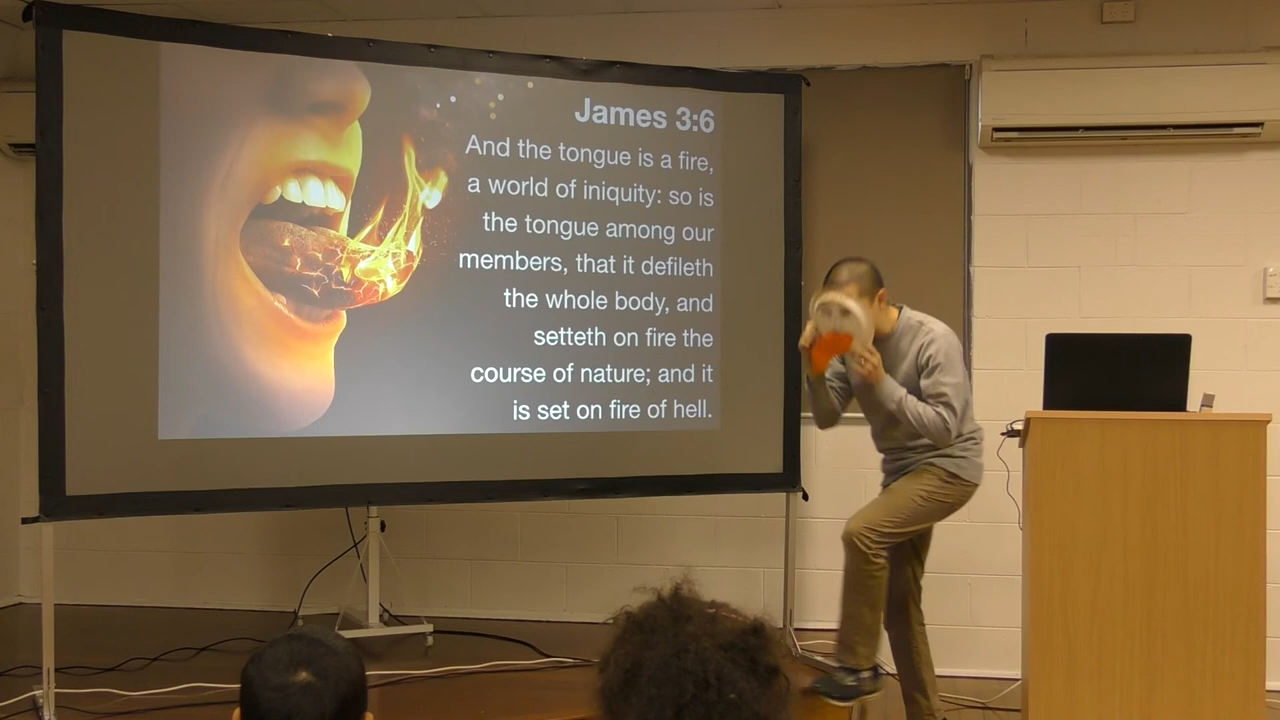 James 3:6
And the tongue is a fire,
a world of iniquity: so is
the tongue among our
members, that it defileth
the whole body, and
setteth on fire the
course of nature; and it
is set on fire of hell.